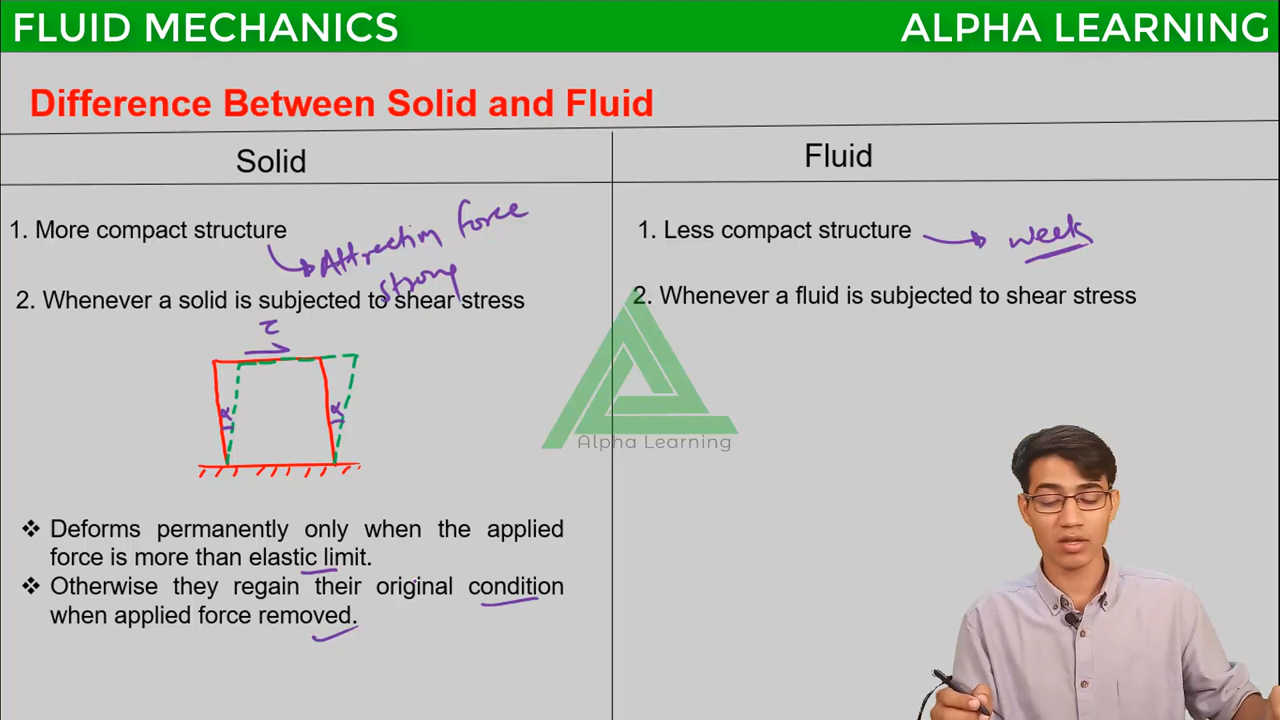 FLUID MECHANICS
ALPHA LEARNING
Difference Between Solid and Fluid
Solid
1. More compact structure
Attraction force
strong
2. Whenever a solid is subjected to shear stress
τ
α
α
❖ Deforms permanently only when the applied
force is more than elastic limit.
❖ Otherwise they regain their original condition
when applied force removed.
Fluid
1. Less compact structure
week
2. Whenever a fluid is subjected to shear stress
Alpha Learning